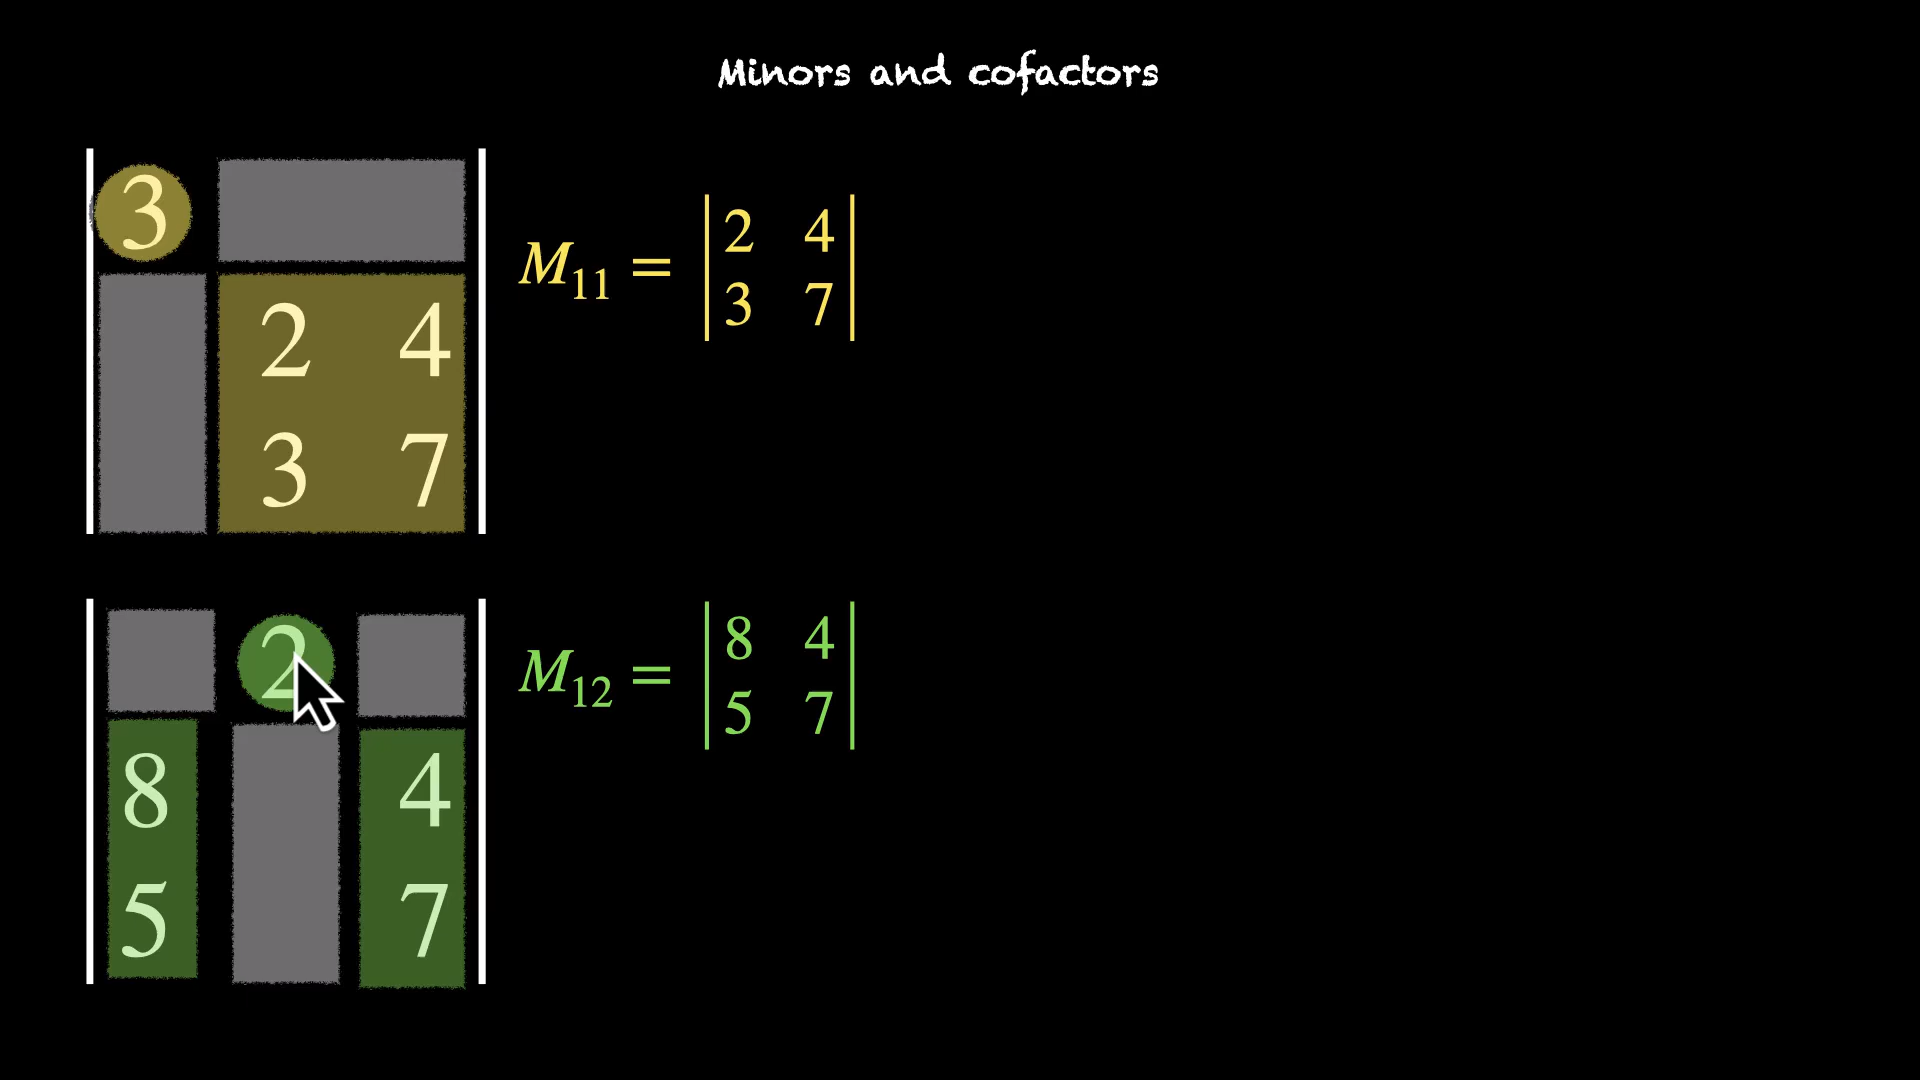 Minors and cofactors
3
2 4
3 7
M11 = | 2 4 |
| 3 7 |
2
8 4
5 7
M12 = | 8 4 |
| 5 7 |